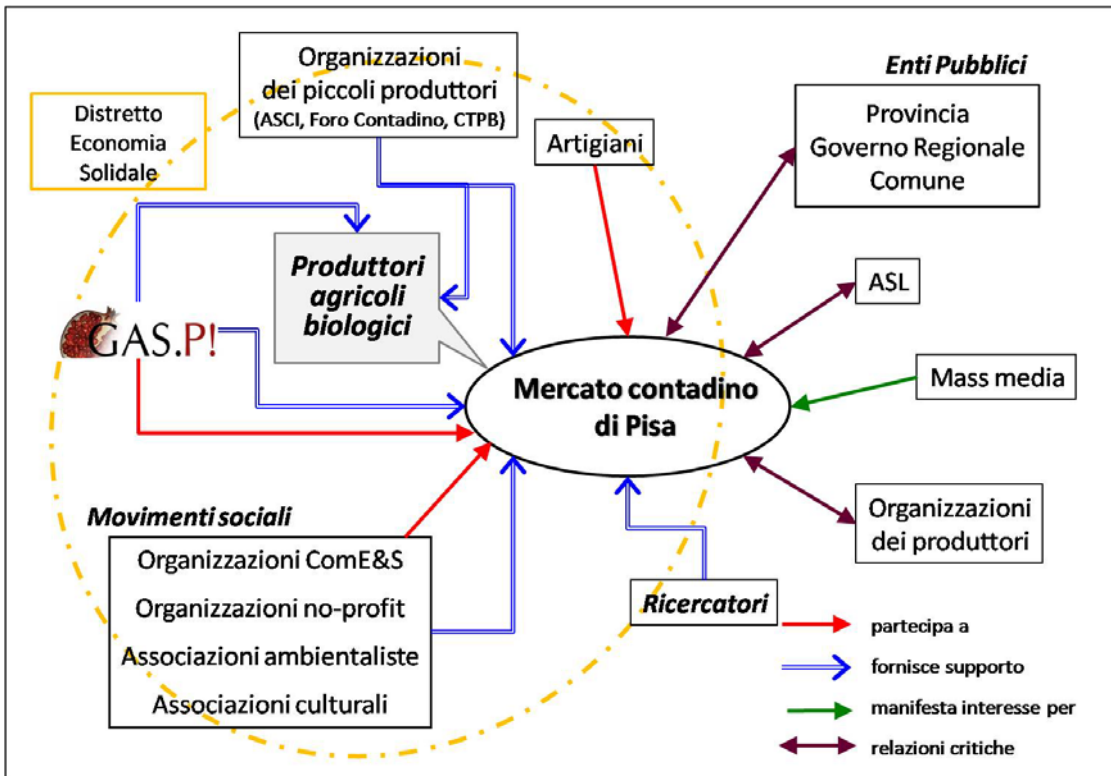 Organizzazioni
dei piccoli produttori
(ASCI, Foro Contadino, CTPB)
Enti Pubblici
Provincia
Governo Regionale
Comune
Distretto
Economia
Solidale
Artigiani
Produttori
agricoli
biologici
ASL
GAS.P!
Mercato contadino
di Pisa
Mass media
Movimenti sociali
Organizzazioni ComE&S
Organizzazioni no-profit
Associazioni ambientaliste
Associazioni culturali
Organizzazioni
dei produttori
Ricercatori
partecipa a
fornisce supporto
manifesta interesse per
relazioni critiche